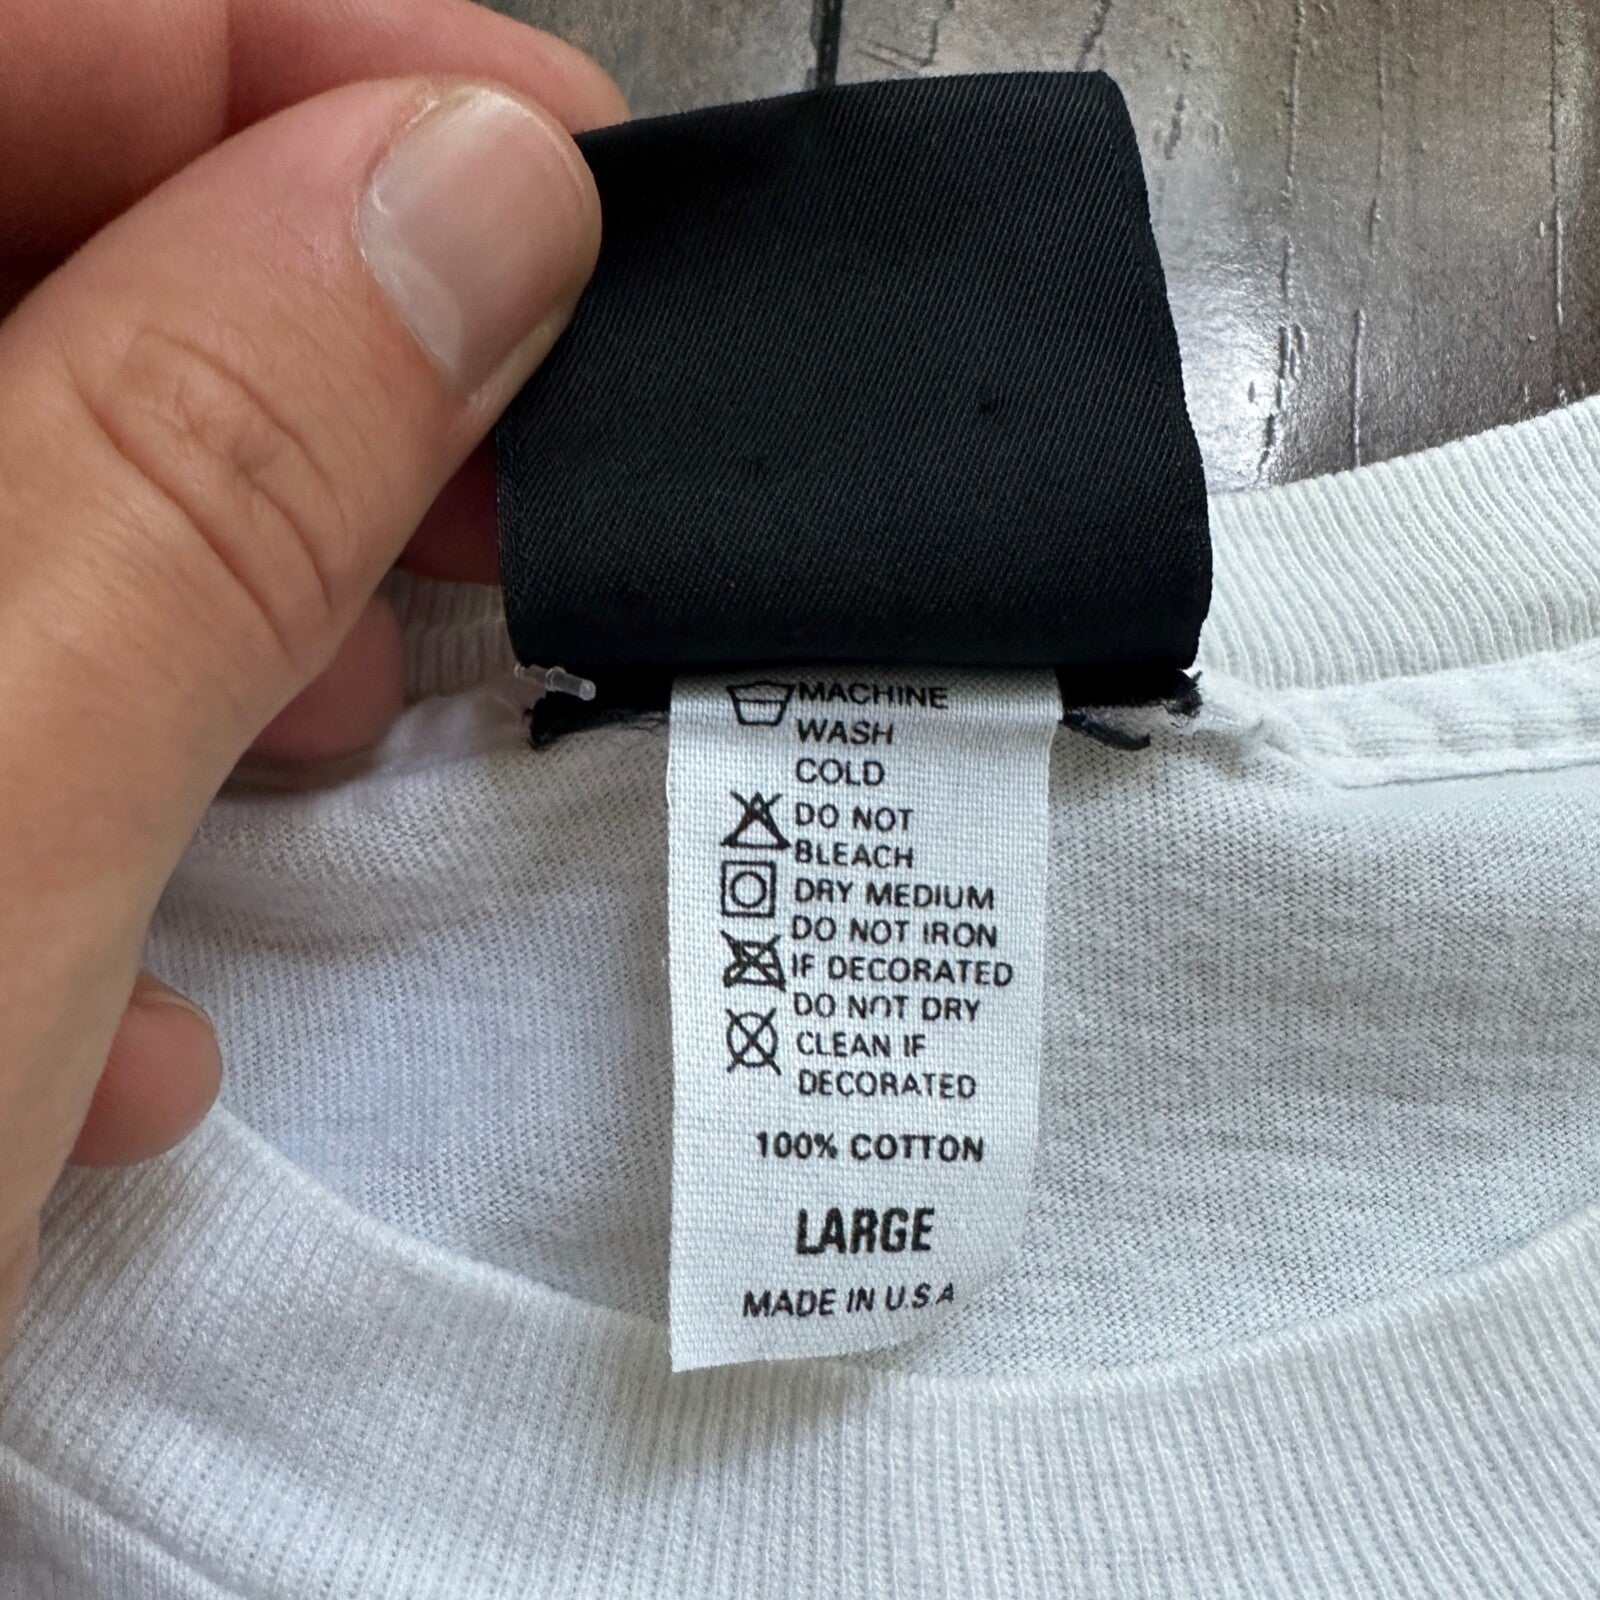 MACHINE
WASH
COLD
DO NOT
BLEACH
DRY MEDIUM
DO NOT IRON
IF DECORATED
DO NOT DRY
CLEAN IF
DECORATED
100% COTTON
LARGE
MADE IN U.S.A.